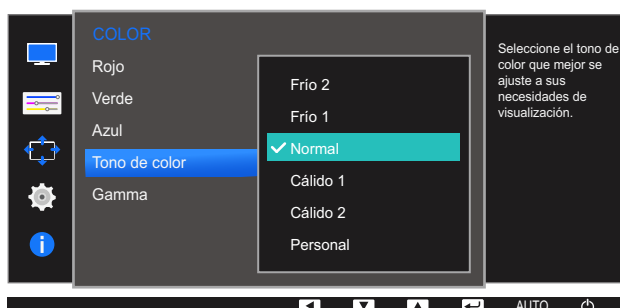 COLOR
Rojo
Verde
Azul
Tono de color
Gamma
Frío 2
Frío 1
Normal
Cálido 1
Cálido 2
Personal
Seleccione el tono de
color que mejor se
ajuste a sus
necesidades de
visualización.
AUTO